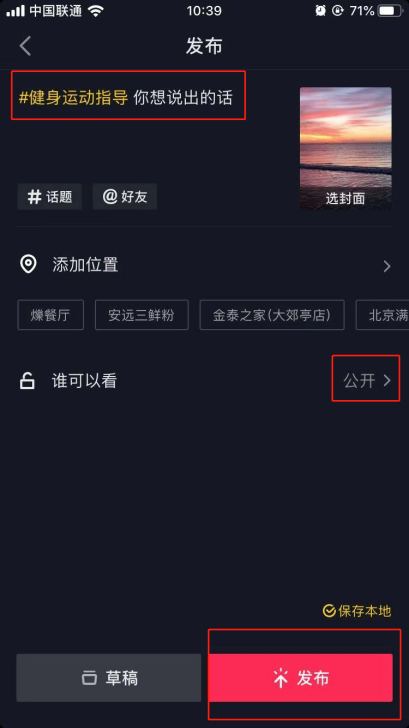 中国联通 10:39 71%
发布
#健身运动指导 你想说出的话
选封面
# 话题 @ 好友
添加位置
爍餐厅 安远三鲜粉 金泰之家(大郊亭店) 北京满
谁可以看 公开
保存本地
草稿 发布